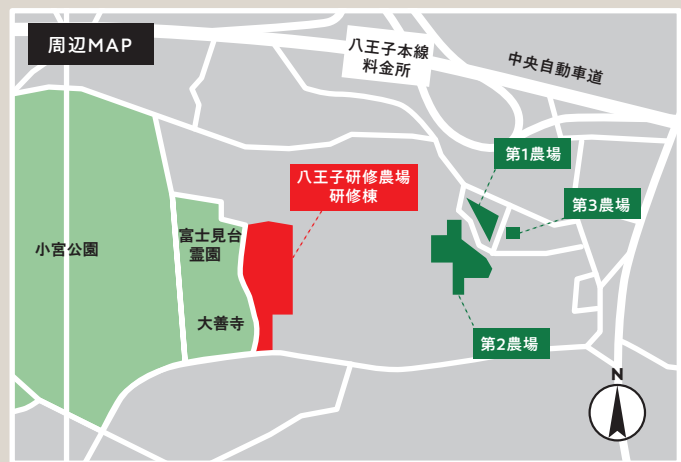 周辺MAP
八王子本線
料金所
中央自動車道
第1農場
八王子研修農場
研修棟
第3農場
富士見台
霊園
小宮公園
大善寺
第2農場
N